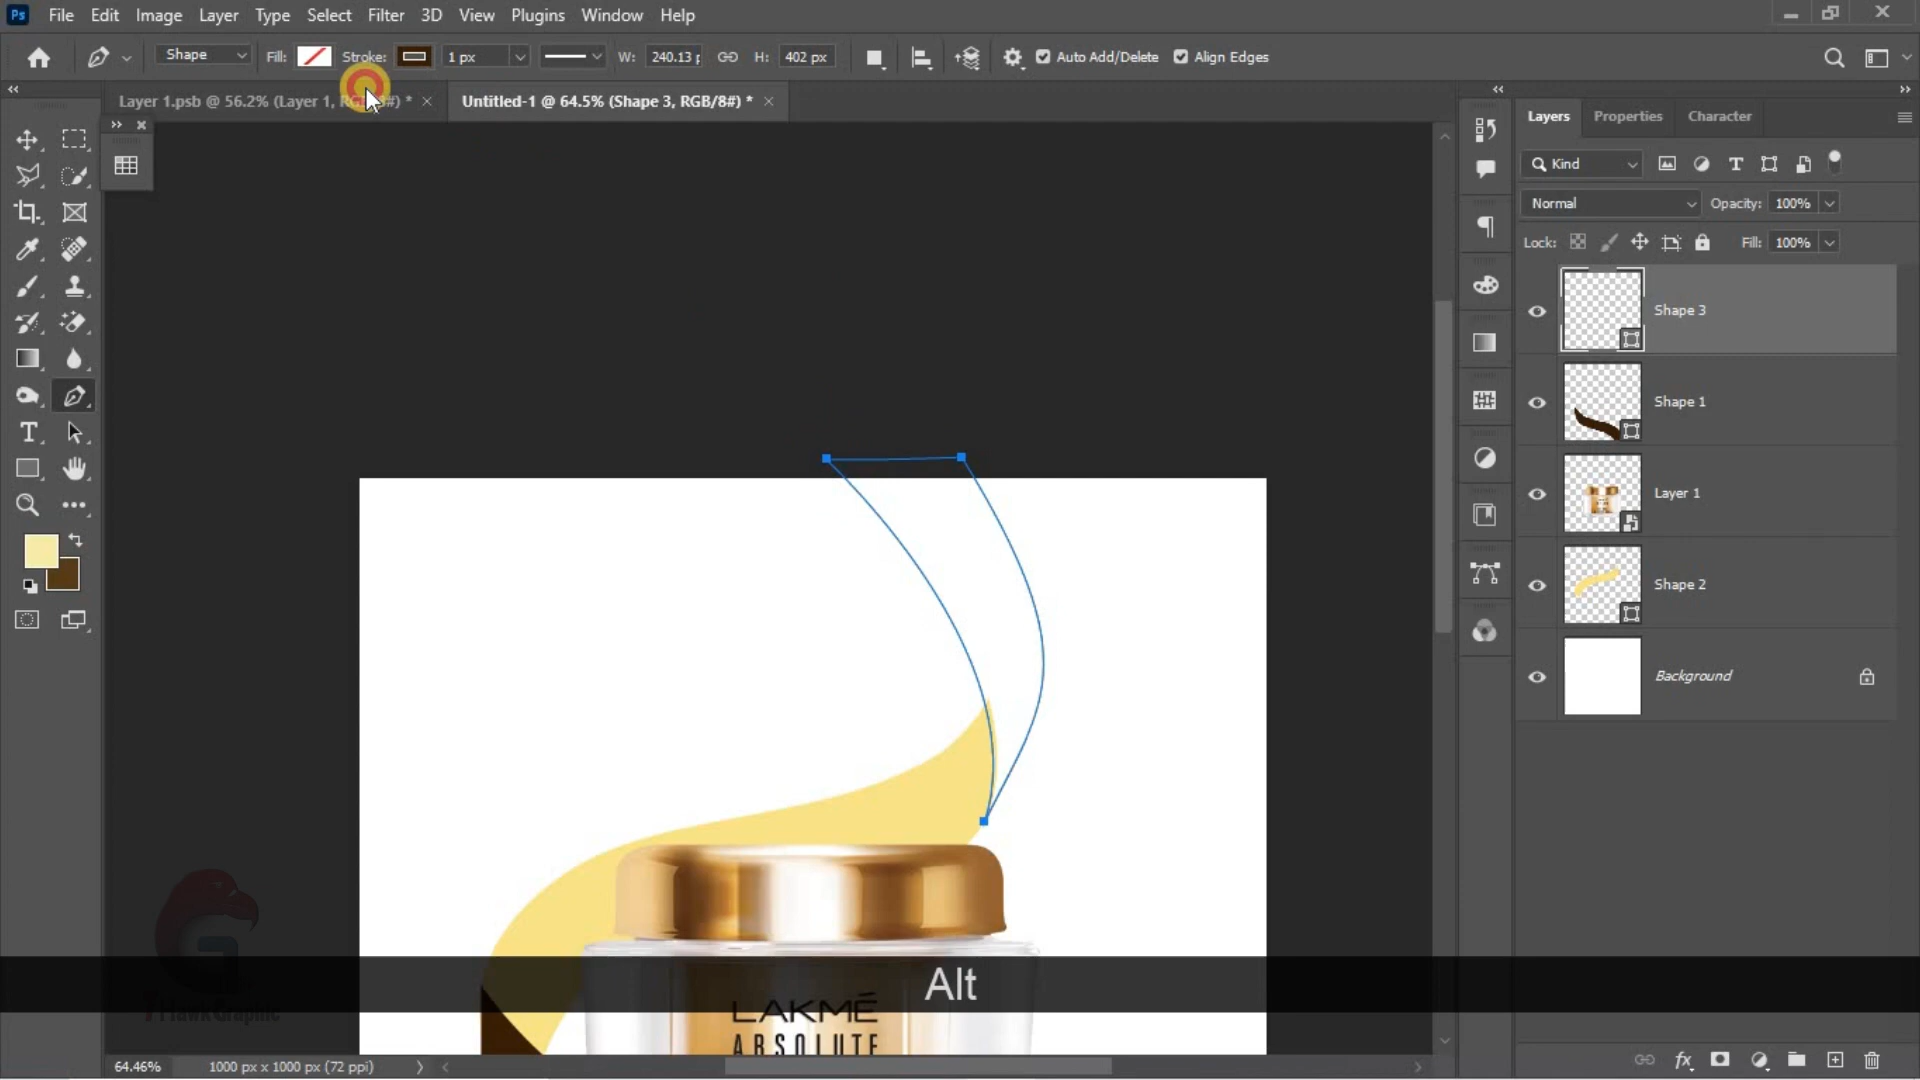 Ps File Edit Image Layer Type Select Filter 3D View Plugins Window Help
Shape Fill: Stroke: 1 px W: 240.13 p H: 402 px Auto Add/Delete Align Edges
Layer 1.psb @ 56.2% (Layer 1, RGB/8#) * Untitled-1 @ 64.5% (Shape 3, RGB/8#) *
Layers Properties Character
Kind
Normal Opacity: 100%
Lock: Fill: 100%
Shape 3
Shape 1
Layer 1
Shape 2
Background
LAKMÉ
ABSOLUTE
Alt
7HawkGraphic
64.46% 1000 px x 1000 px (72 ppi)